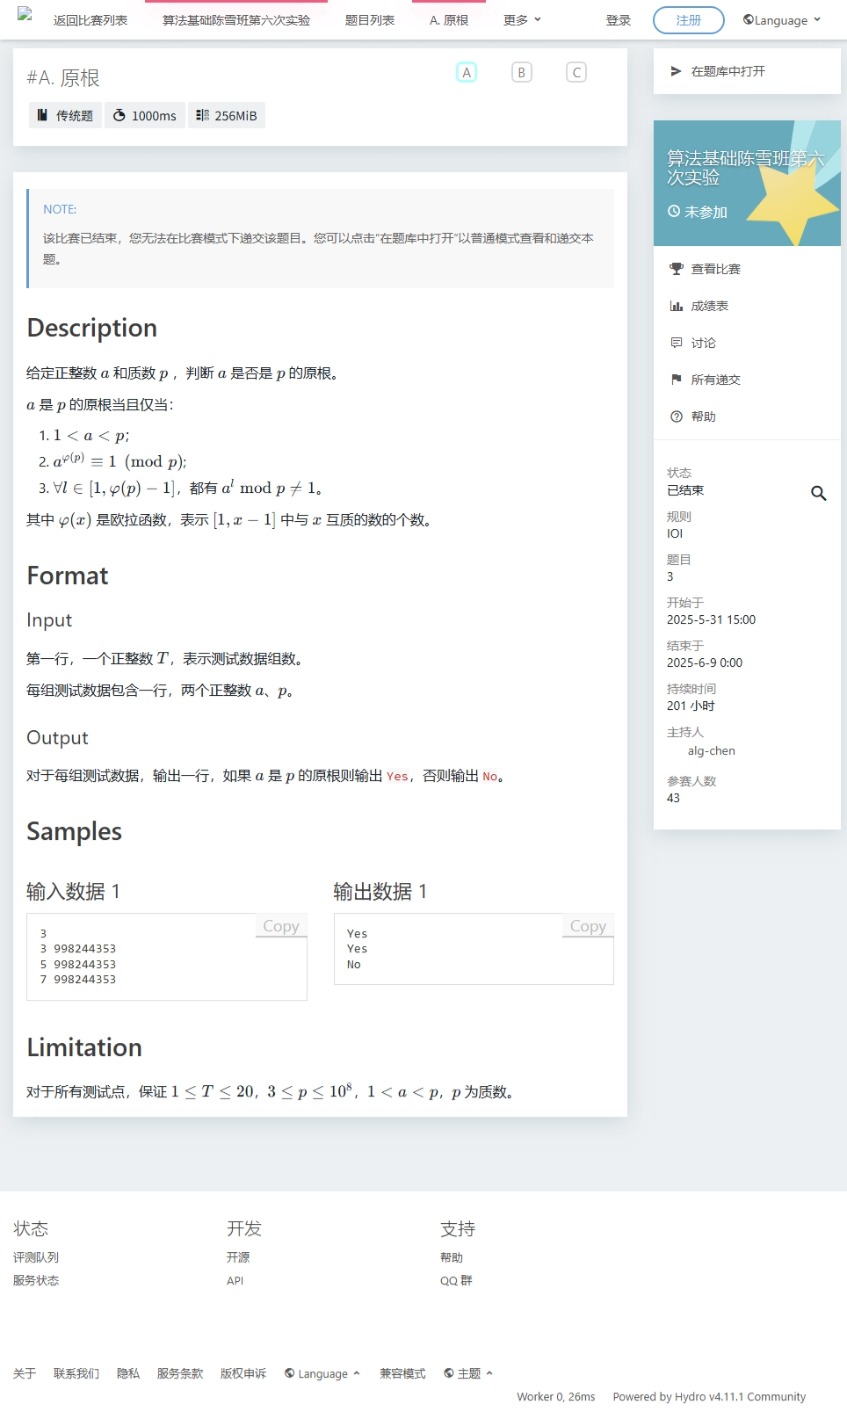 返回比赛列表 算法基础陈雪班第六次实验 题目列表 A. 原根 更多 登录 注册 Language
#A. 原根
A B C
传统题 1000ms 256MiB
NOTE:
该比赛已结束，您无法在比赛模式下递交该题目。您可以点击“在题库中打开”以普通模式查看和递交本
题。
Description
给定正整数 a 和质数 p ，判断 a 是否是 p 的原根。
a 是 p 的原根当且仅当：
1. 1 < a < p;
2. a^φ(p) ≡ 1 (mod p);
3. ∀l ∈ [1, φ(p) − 1]，都有 a^l mod p ≠ 1。
其中 φ(x) 是欧拉函数，表示 [1, x − 1] 中与 x 互质的数的个数。
Format
Input
第一行，一个正整数 T，表示测试数据组数。
每组测试数据包含一行，两个正整数 a、p。
Output
对于每组测试数据，输出一行，如果 a 是 p 的原根则输出 Yes，否则输出 No。
Samples
输入数据 1
Copy
3
3 998244353
5 998244353
7 998244353
输出数据 1
Copy
Yes
Yes
No
Limitation
对于所有测试点，保证 1 ≤ T ≤ 20，3 ≤ p ≤ 10^8，1 < a < p，p 为质数。
在题库中打开
算法基础陈雪班第六
次实验
未参加
查看比赛
成绩表
讨论
所有递交
帮助
状态
已结束
规则
IOI
题目
3
开始于
2025-5-31 15:00
结束于
2025-6-9 0:00
持续时间
201 小时
主持人
alg-chen
参赛人数
43
状态
评测队列
服务状态
开发
开源
API
支持
帮助
QQ 群
关于 联系我们 隐私 服务条款 版权申诉 Language 兼容模式 主题
Worker 0, 26ms Powered by Hydro v4.11.1 Community